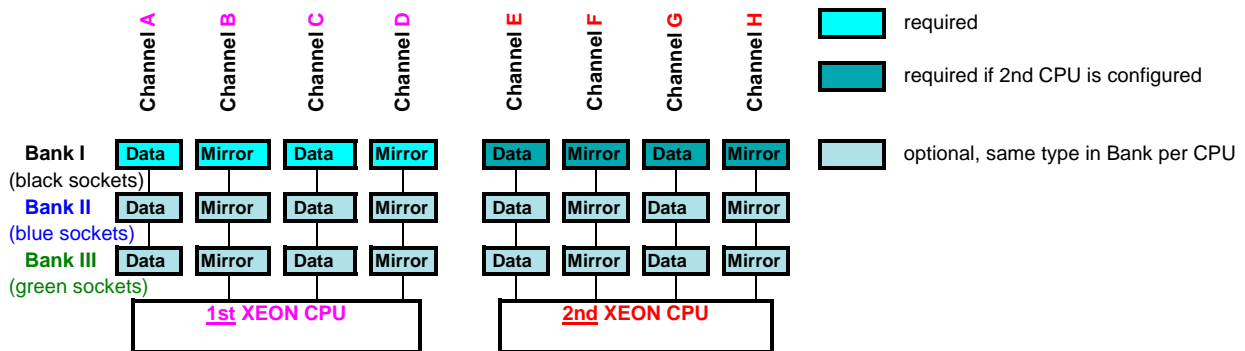 Channel A Channel B Channel C Channel D Channel E Channel F Channel G Channel H
required
required if 2nd CPU is configured
optional, same type in Bank per CPU
Bank I Data Mirror Data Mirror Data Mirror Data Mirror
(black sockets)
Bank II Data Mirror Data Mirror Data Mirror Data Mirror
(blue sockets)
Bank III Data Mirror Data Mirror Data Mirror Data Mirror
(green sockets)
1st XEON CPU 2nd XEON CPU